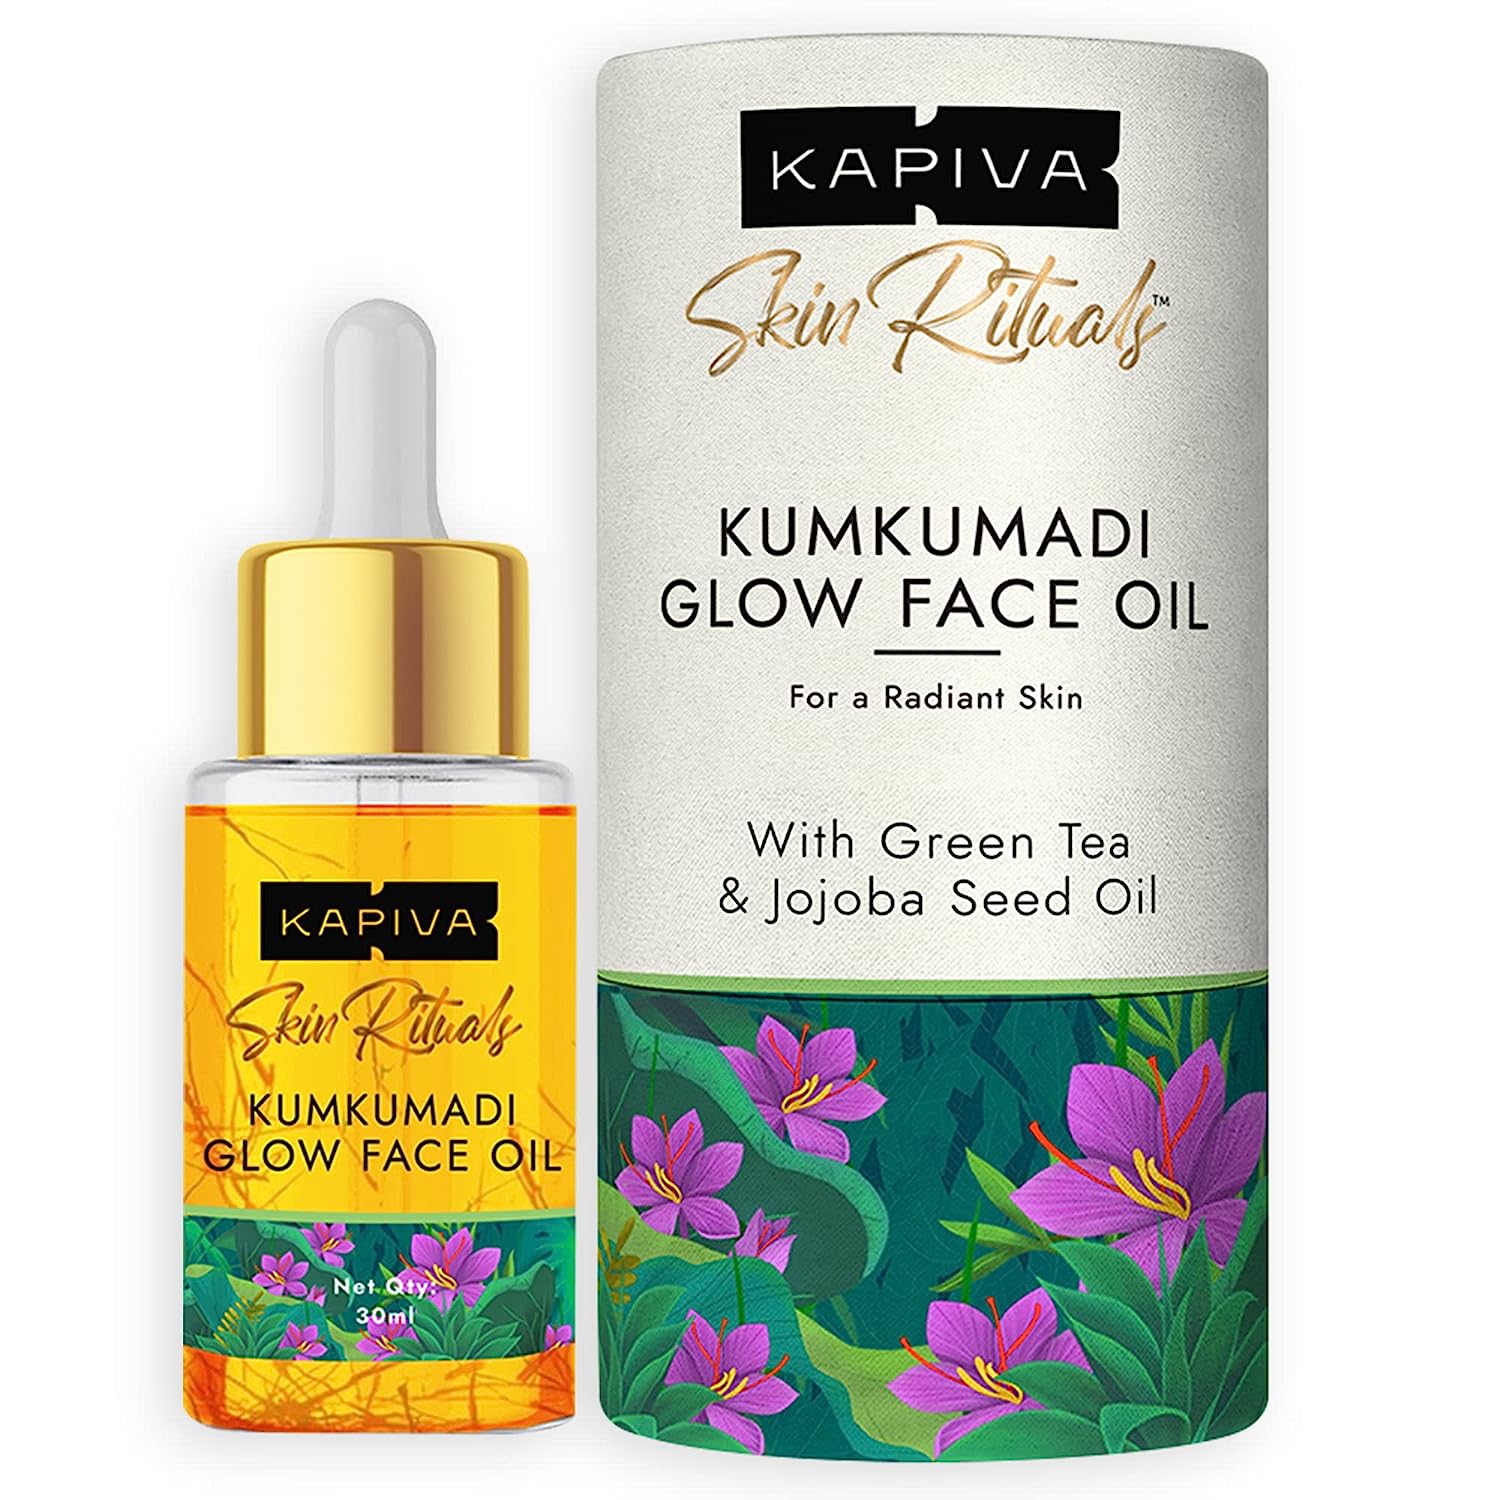 KAPIVA
Skin Rituals™
KUMKUMADI
GLOW FACE OIL
For a Radiant Skin
With Green Tea
& Jojoba Seed Oil
KAPIVA
Skin Rituals
KUMKUMADI
GLOW FACE OIL
Net Qty:
30ml